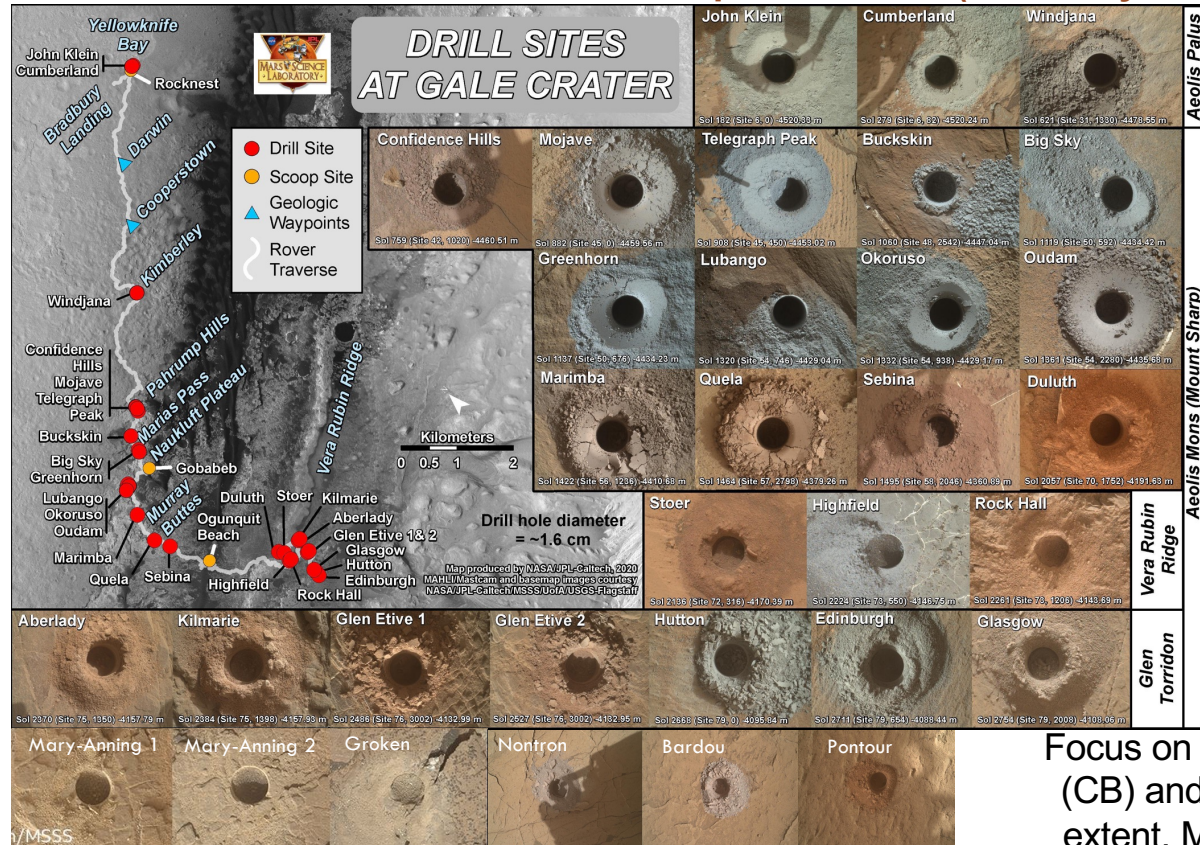 Yellowknife
Bay
John Klein
Cumberland
Rocknest
Bradbury
Landing
Darwin
Cooperstown
Kimberley
Windjana
Confidence
Hills
Mojave
Telegraph
Peak
Pahrump Hills
Marias Pass
Naukluft Plateau
Buckskin
Big Sky
Greenhorn
Gobabeb
Lubango
Okoruso
Oudam
Murray
Buttes
Marimba
Quela
Sebina
Ogunquit
Beach
Duluth
Stoer
Kilmarie
Aberlady
Glen Etive 1 & 2
Glasgow
Hutton
Edinburgh
Highfield
Rock Hall
Vera Rubin Ridge
MARS SCIENCE
LABORATORY
DRILL SITES
AT GALE CRATER
Drill Site
Scoop Site
Geologic
Waypoints
Rover
Traverse
Kilometers
0 0.5 1 2
Drill hole diameter
= ~1.6 cm
Map produced by NASA/JPL-Caltech, 2020
MAHLI/Mastcam and basemap images courtesy
NASA/JPL-Caltech/MSSS/UofA/USGS-Flagstaff
John Klein
Sol 182 (Site 6, 0) -4520.33 m
Cumberland
Sol 279 (Site 6, 82) -4520.24 m
Windjana
Sol 621 (Site 31, 1330) -4478.55 m
Aeolis Palus
Confidence Hills
Sol 759 (Site 42, 1020) -4460.51 m
Mojave
Sol 882 (Site 45, 0) -4459.56 m
Telegraph Peak
Sol 908 (Site 45, 450) -4453.02 m
Buckskin
Sol 1060 (Site 48, 2542) -4447.04 m
Big Sky
Sol 1119 (Site 50, 592) -4434.42 m
Greenhorn
Sol 1137 (Site 50, 676) -4434.23 m
Lubango
Sol 1320 (Site 54, 746) -4429.04 m
Okoruso
Sol 1332 (Site 54, 938) -4429.17 m
Oudam
Sol 1361 (Site 54, 2280) -4435.68 m
Marimba
Sol 1422 (Site 56, 1236) -4410.68 m
Quela
Sol 1464 (Site 57, 2798) -4379.26 m
Sebina
Sol 1495 (Site 58, 2046) -4360.89 m
Duluth
Sol 2057 (Site 70, 1752) -4191.63 m
Aeolis Mons (Mount Sharp)
Stoer
Sol 2136 (Site 72, 316) -4170.39 m
Highfield
Sol 2224 (Site 73, 550) -4146.75 m
Rock Hall
Sol 2261 (Site 73, 1206) -4143.69 m
Vera Rubin
Ridge
Aberlady
Sol 2370 (Site 75, 1350) -4157.79 m
Kilmarie
Sol 2384 (Site 75, 1398) -4157.93 m
Glen Etive 1
Sol 2486 (Site 76, 3002) -4132.99 m
Glen Etive 2
Sol 2527 (Site 76, 3002) -4132.95 m
Hutton
Sol 2668 (Site 79, 0) -4095.84 m
Edinburgh
Sol 2711 (Site 79, 654) -4088.44 m
Glasgow
Sol 2754 (Site 79, 2008) -4108.06 m
Glen
Torridon
Mary-Anning 1
Mary-Anning 2
Groken
Nontron
Bardou
Pontour
/MSSS
Focus on
(CB) and
extent, M